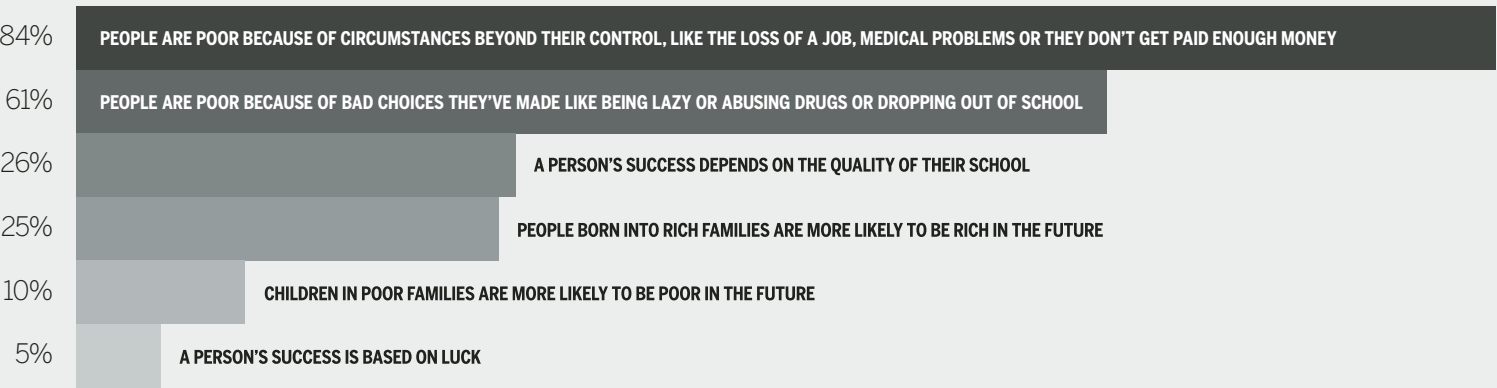 84% PEOPLE ARE POOR BECAUSE OF CIRCUMSTANCES BEYOND THEIR CONTROL, LIKE THE LOSS OF A JOB, MEDICAL PROBLEMS OR THEY DON’T GET PAID ENOUGH MONEY
61% PEOPLE ARE POOR BECAUSE OF BAD CHOICES THEY’VE MADE LIKE BEING LAZY OR ABUSING DRUGS OR DROPPING OUT OF SCHOOL
26% A PERSON’S SUCCESS DEPENDS ON THE QUALITY OF THEIR SCHOOL
25% PEOPLE BORN INTO RICH FAMILIES ARE MORE LIKELY TO BE RICH IN THE FUTURE
10% CHILDREN IN POOR FAMILIES ARE MORE LIKELY TO BE POOR IN THE FUTURE
5% A PERSON’S SUCCESS IS BASED ON LUCK